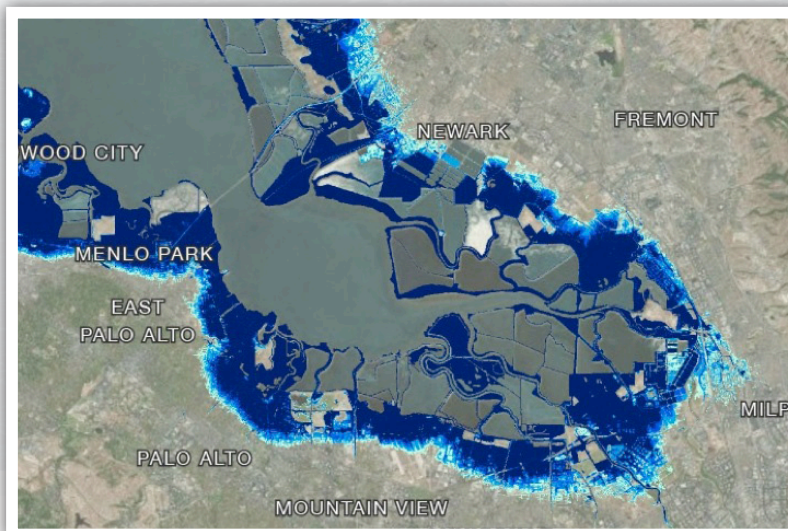 NEWARK
FREMONT
WOOD CITY
MENLO PARK
EAST
PALO ALTO
MILP
PALO ALTO
MOUNTAIN VIEW